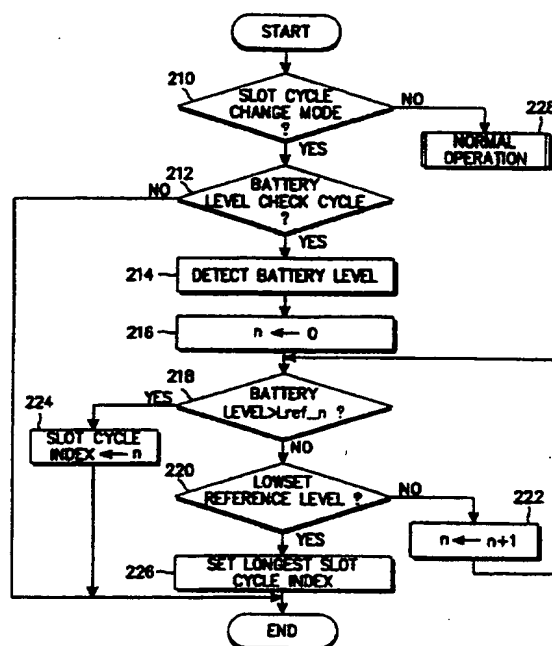 START
210
SLOT CYCLE
CHANGE MODE
?
NO
YES
228
NORMAL
OPERATION
212
NO
BATTERY
LEVEL CHECK CYCLE
?
YES
214
DETECT BATTERY LEVEL
216
n ← 0
218
YES
BATTERY
LEVEL>Lref_n ?
NO
224
SLOT CYCLE
INDEX ← n
220
LOWSET
REFERENCE LEVEL ?
NO
YES
222
n ← n+1
226
SET LONGEST SLOT
CYCLE INDEX
END